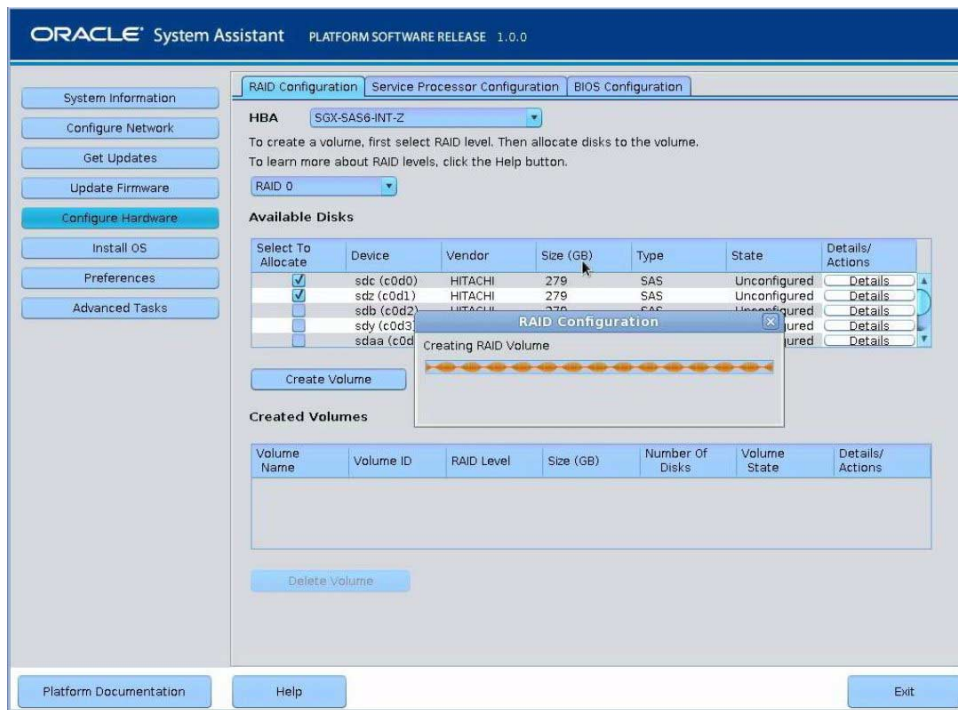 ORACLE System Assistant PLATFORM SOFTWARE RELEASE 1.0.0
System Information
Configure Network
Get Updates
Update Firmware
Configure Hardware
Install OS
Preferences
Advanced Tasks
RAID Configuration Service Processor Configuration BIOS Configuration
HBA SGX-SAS6-INT-Z
To create a volume, first select RAID level. Then allocate disks to the volume.
To learn more about RAID levels, click the Help button.
RAID 0
Available Disks
Select To Allocate Device Vendor Size (GB) Type State Details/ Actions
sdc (c0d0) HITACHI 279 SAS Unconfigured Details
sdz (c0d1) HITACHI 279 SAS Unconfigured Details
sdb (c0d2) HITACHI 279 SAS Unconfigured Details
sdy (c0d3) Details
sdaa (c0d Details
RAID Configuration
Creating RAID Volume
Create Volume
Created Volumes
Volume Name Volume ID RAID Level Size (GB) Number Of Disks Volume State Details/ Actions
Delete Volume
Platform Documentation Help Exit